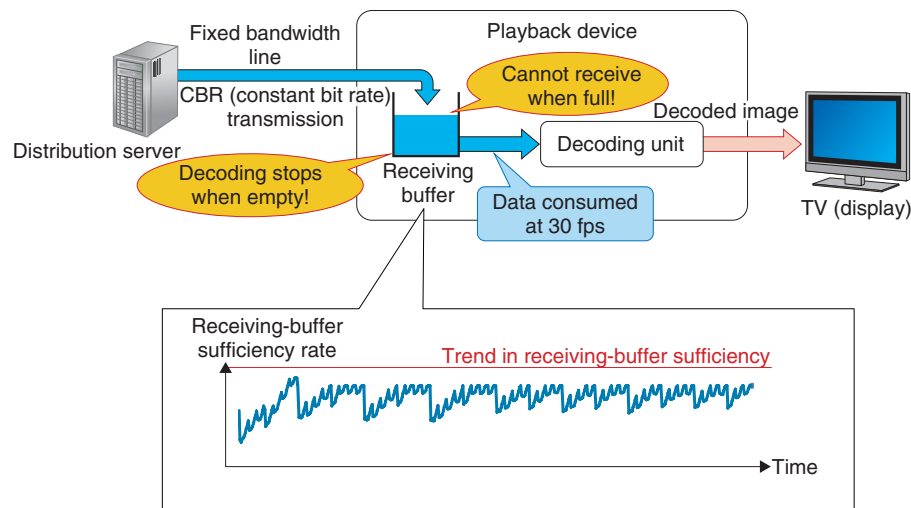 Fixed bandwidth
line
Playback device
CBR (constant bit rate)
transmission
Cannot receive
when full!
Decoded image
Distribution server
Decoding unit
Decoding stops
when empty!
Receiving
buffer
Data consumed
at 30 fps
TV (display)
Receiving-buffer
sufficiency rate
Trend in receiving-buffer sufficiency
Time